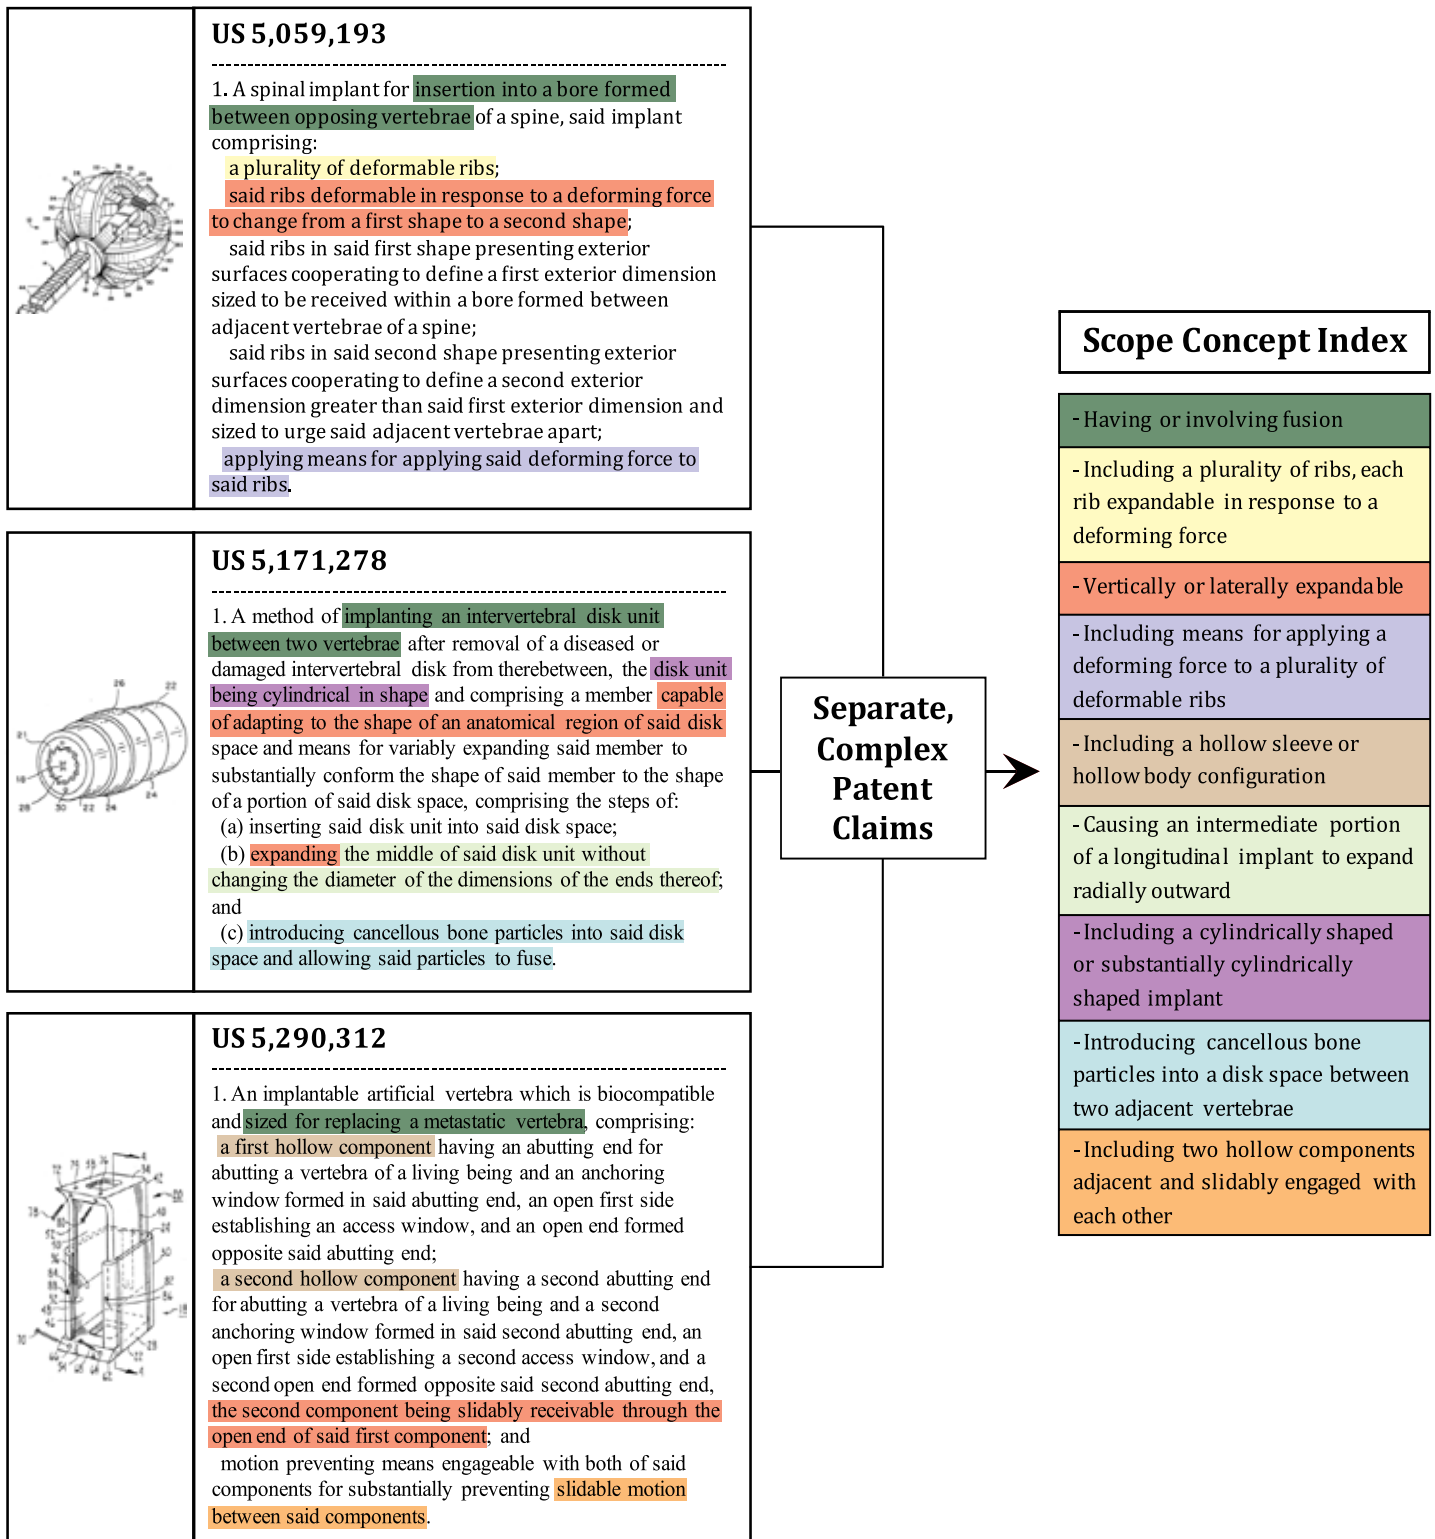 US 5,059,193
1. A spinal implant for insertion into a bore formed
between opposing vertebrae of a spine, said implant
comprising:
a plurality of deformable ribs;
said ribs deformable in response to a deforming force
to change from a first shape to a second shape;
said ribs in said first shape presenting exterior
surfaces cooperating to define a first exterior dimension
sized to be received within a bore formed between
adjacent vertebrae of a spine;
said ribs in said second shape presenting exterior
surfaces cooperating to define a second exterior
dimension greater than said first exterior dimension and
sized to urge said adjacent vertebrae apart;
applying means for applying said deforming force to
said ribs.
US 5,171,278
1. A method of implanting an intervertebral disk unit
between two vertebrae after removal of a diseased or
damaged intervertebral disk from therebetween, the disk unit
being cylindrical in shape and comprising a member capable
of adapting to the shape of an anatomical region of said disk
space and means for variably expanding said member to
substantially conform the shape of said member to the shape
of a portion of said disk space, comprising the steps of:
(a) inserting said disk unit into said disk space;
(b) expanding the middle of said disk unit without
changing the diameter of the dimensions of the ends thereof;
and
(c) introducing cancellous bone particles into said disk
space and allowing said particles to fuse.
26
22
21
18
28
30
22
24
24
US 5,290,312
1. An implantable artificial vertebra which is biocompatible
and sized for replacing a metastatic vertebra, comprising:
a first hollow component having an abutting end for
abutting a vertebra of a living being and an anchoring
window formed in said abutting end, an open first side
establishing an access window, and an open end formed
opposite said abutting end;
a second hollow component having a second abutting end
for abutting a vertebra of a living being and a second
anchoring window formed in said second abutting end, an
open first side establishing a second access window, and a
second open end formed opposite said second abutting end,
the second component being slidably receivable through the
open end of said first component; and
motion preventing means engageable with both of said
components for substantially preventing slidable motion
between said components.
Separate,
Complex
Patent
Claims
Scope Concept Index
- Having or involving fusion
- Including a plurality of ribs, each
rib expandable in response to a
deforming force
- Vertically or laterally expandable
- Including means for applying a
deforming force to a plurality of
deformable ribs
- Including a hollow sleeve or
hollow body configuration
- Causing an intermediate portion
of a longitudinal implant to expand
radially outward
- Including a cylindrically shaped
or substantially cylindrically
shaped implant
- Introducing cancellous bone
particles into a disk space between
two adjacent vertebrae
- Including two hollow components
adjacent and slidably engaged with
each other